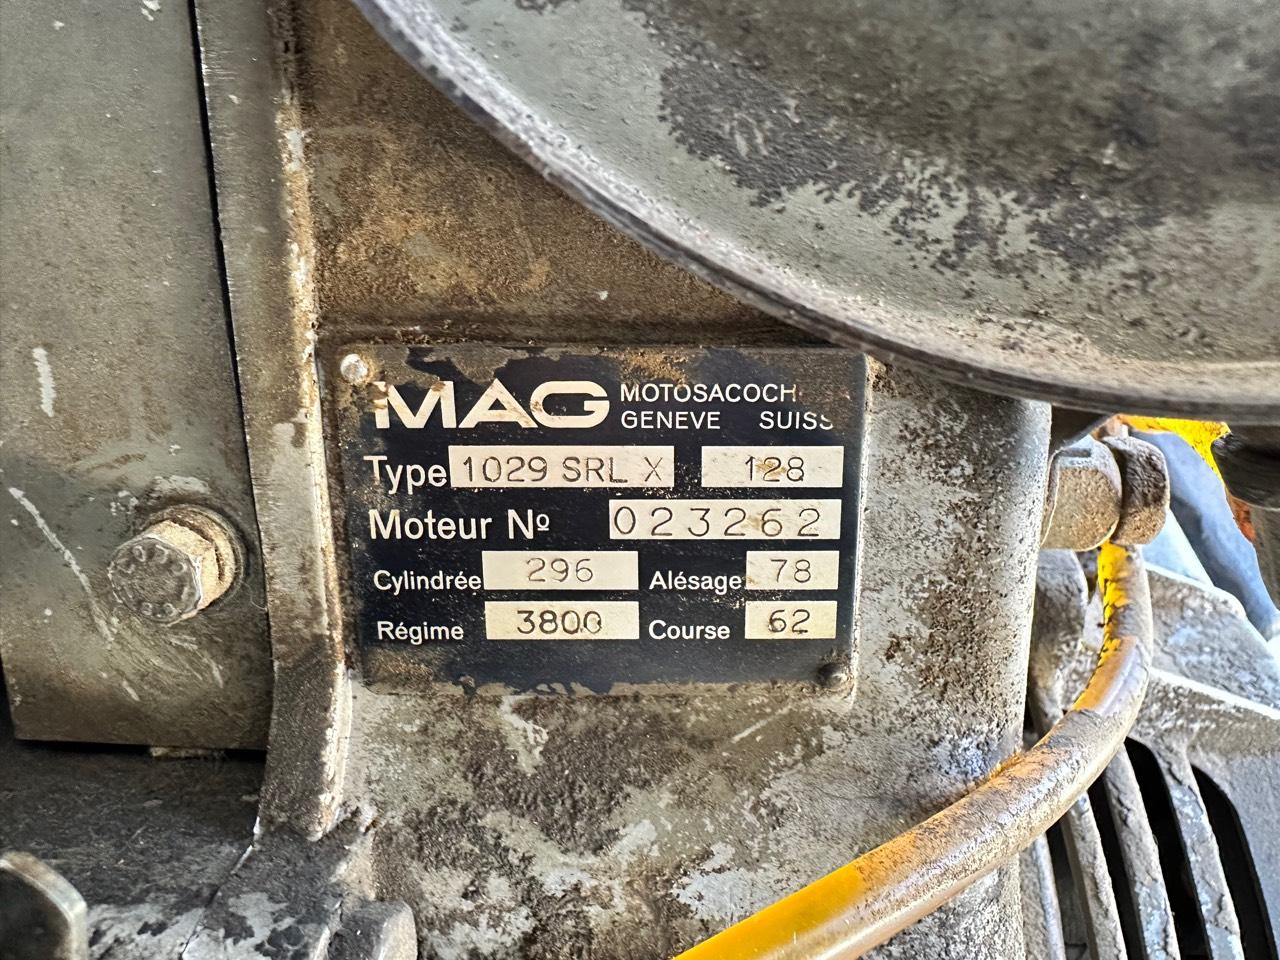 MAG MOTOSACOCH
GENEVE SUISS
Type 1029 SRL X 128
Moteur Nº 023262
Cylindrée 296 Alésage 78
Régime 3800 Course 62